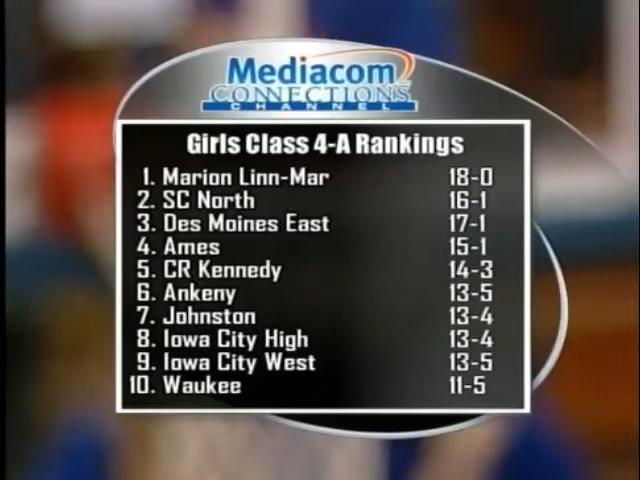 Mediacom
CONNECTIONS
CHANNEL
Girls Class 4-A Rankings
1. Marion Linn-Mar 18-0
2. SC North 16-1
3. Des Moines East 17-1
4. Ames 15-1
5. CR Kennedy 14-3
6. Ankeny 13-5
7. Johnston 13-4
8. Iowa City High 13-4
9. Iowa City West 13-5
10. Waukee 11-5